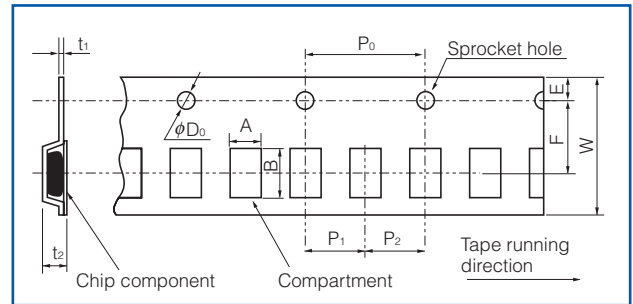 t₁
P₀
Sprocket hole
E
ϕD₀
A
B
F
W
P₁
P₂
t₂
Chip component
Compartment
Tape running
direction